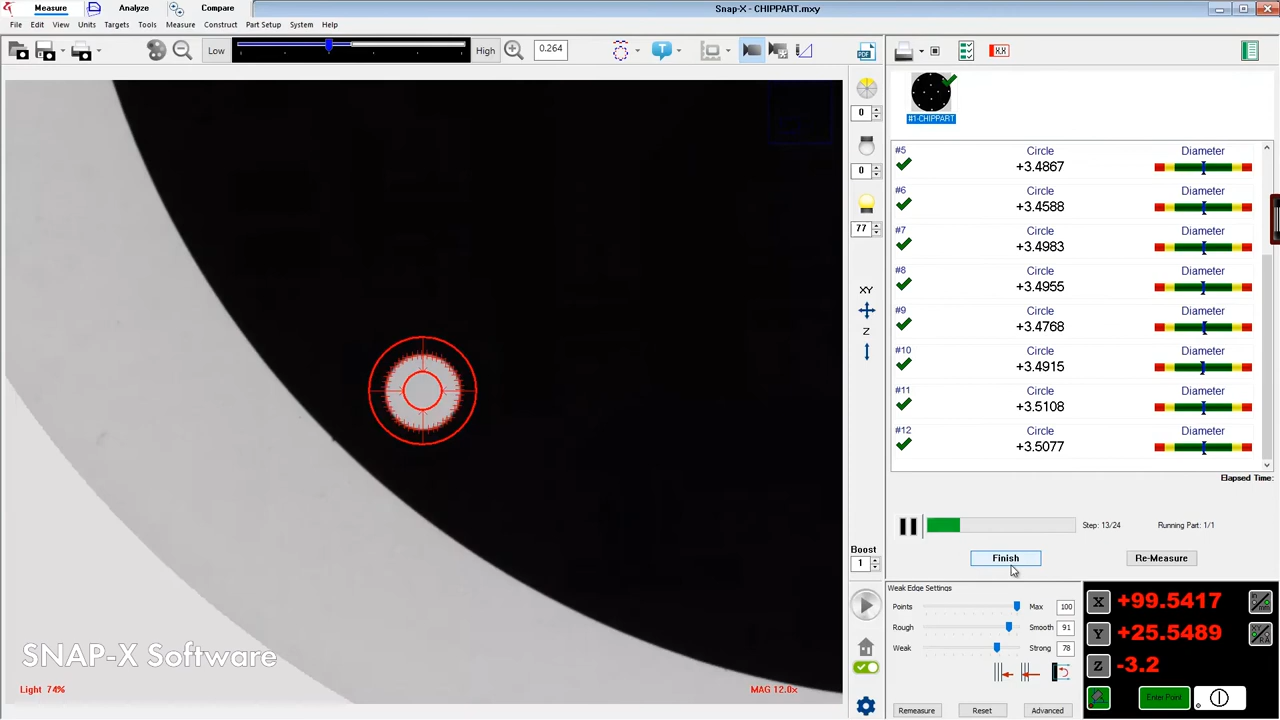 Measure Analyze Compare
Snap-X - CHIPPART.mxy
File Edit View Units Targets Tools Measure Construct Part Setup System Help
Low High 0.264
PDF
X.X
0
0
77
XY
Z
Boost
1
#1-CHIPPART
#5 Circle Diameter
+3.4867
#6 Circle Diameter
+3.4588
#7 Circle Diameter
+3.4983
#8 Circle Diameter
+3.4955
#9 Circle Diameter
+3.4768
#10 Circle Diameter
+3.4915
#11 Circle Diameter
+3.5108
#12 Circle Diameter
+3.5077
Elapsed Time:
Step: 13/24 Running Part: 1/1
Finish Re-Measure
Weak Edge Settings
Points Max 100
Rough Smooth 91
Weak Strong 78
Remeasure Reset Advanced
X +99.5417
Y +25.5489
Z -3.2
Enter Point
SNAP-X Software
Light 74% MAG 12.0x